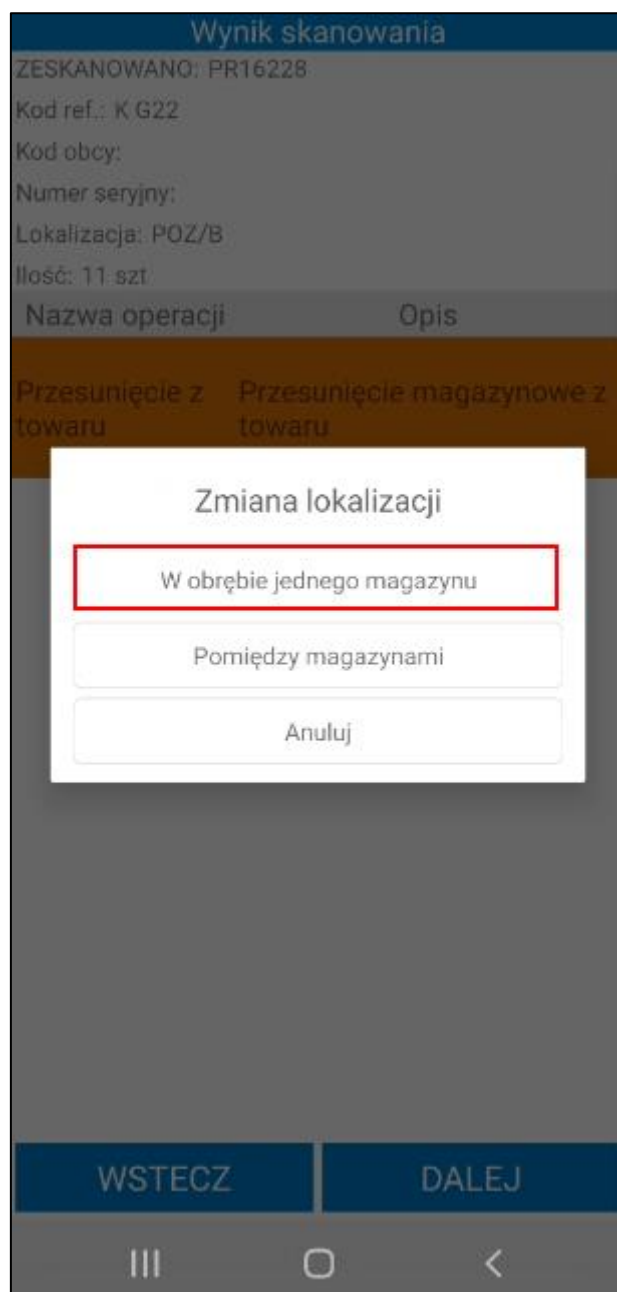 Wynik skanowania
ZESKANOWANO: PR16228
Kod ref.: K G22
Kod obcy:
Numer seryjny:
Lokalizacja: POZ/B
Ilość: 11 szt
Nazwa operacji Opis
Przesunięcie z Przesunięcie magazynowe z
towaru towaru
Zmiana lokalizacji
W obrębie jednego magazynu
Pomiędzy magazynami
Anuluj
WSTECZ DALEJ